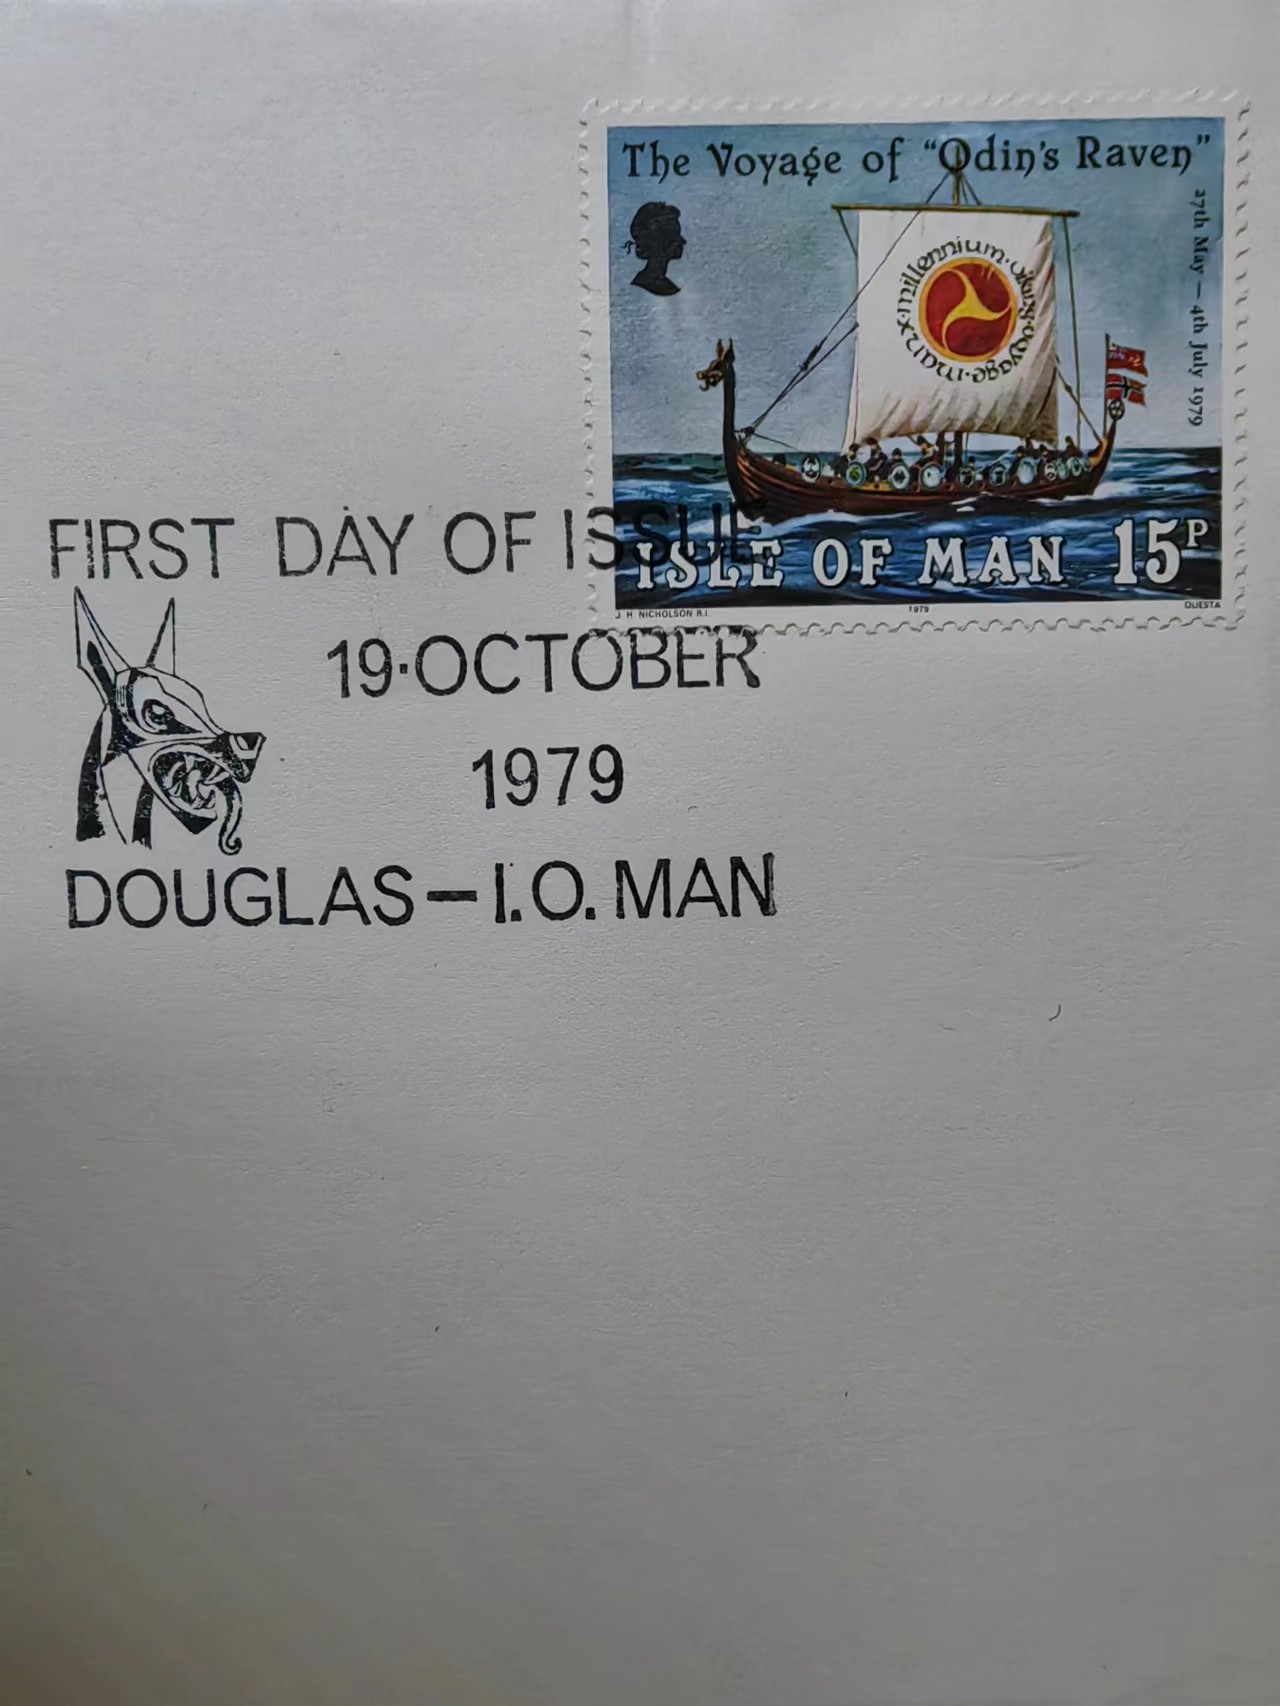 The Voyage of "Odin's Raven"
27th May — 4th July 1979
manx·millennium·viking·voyage·
ISLE OF MAN 15P
J H NICHOLSON R.I. 1979 QUESTA
FIRST DAY OF ISSUE
19·OCTOBER
1979
DOUGLAS — I.O. MAN